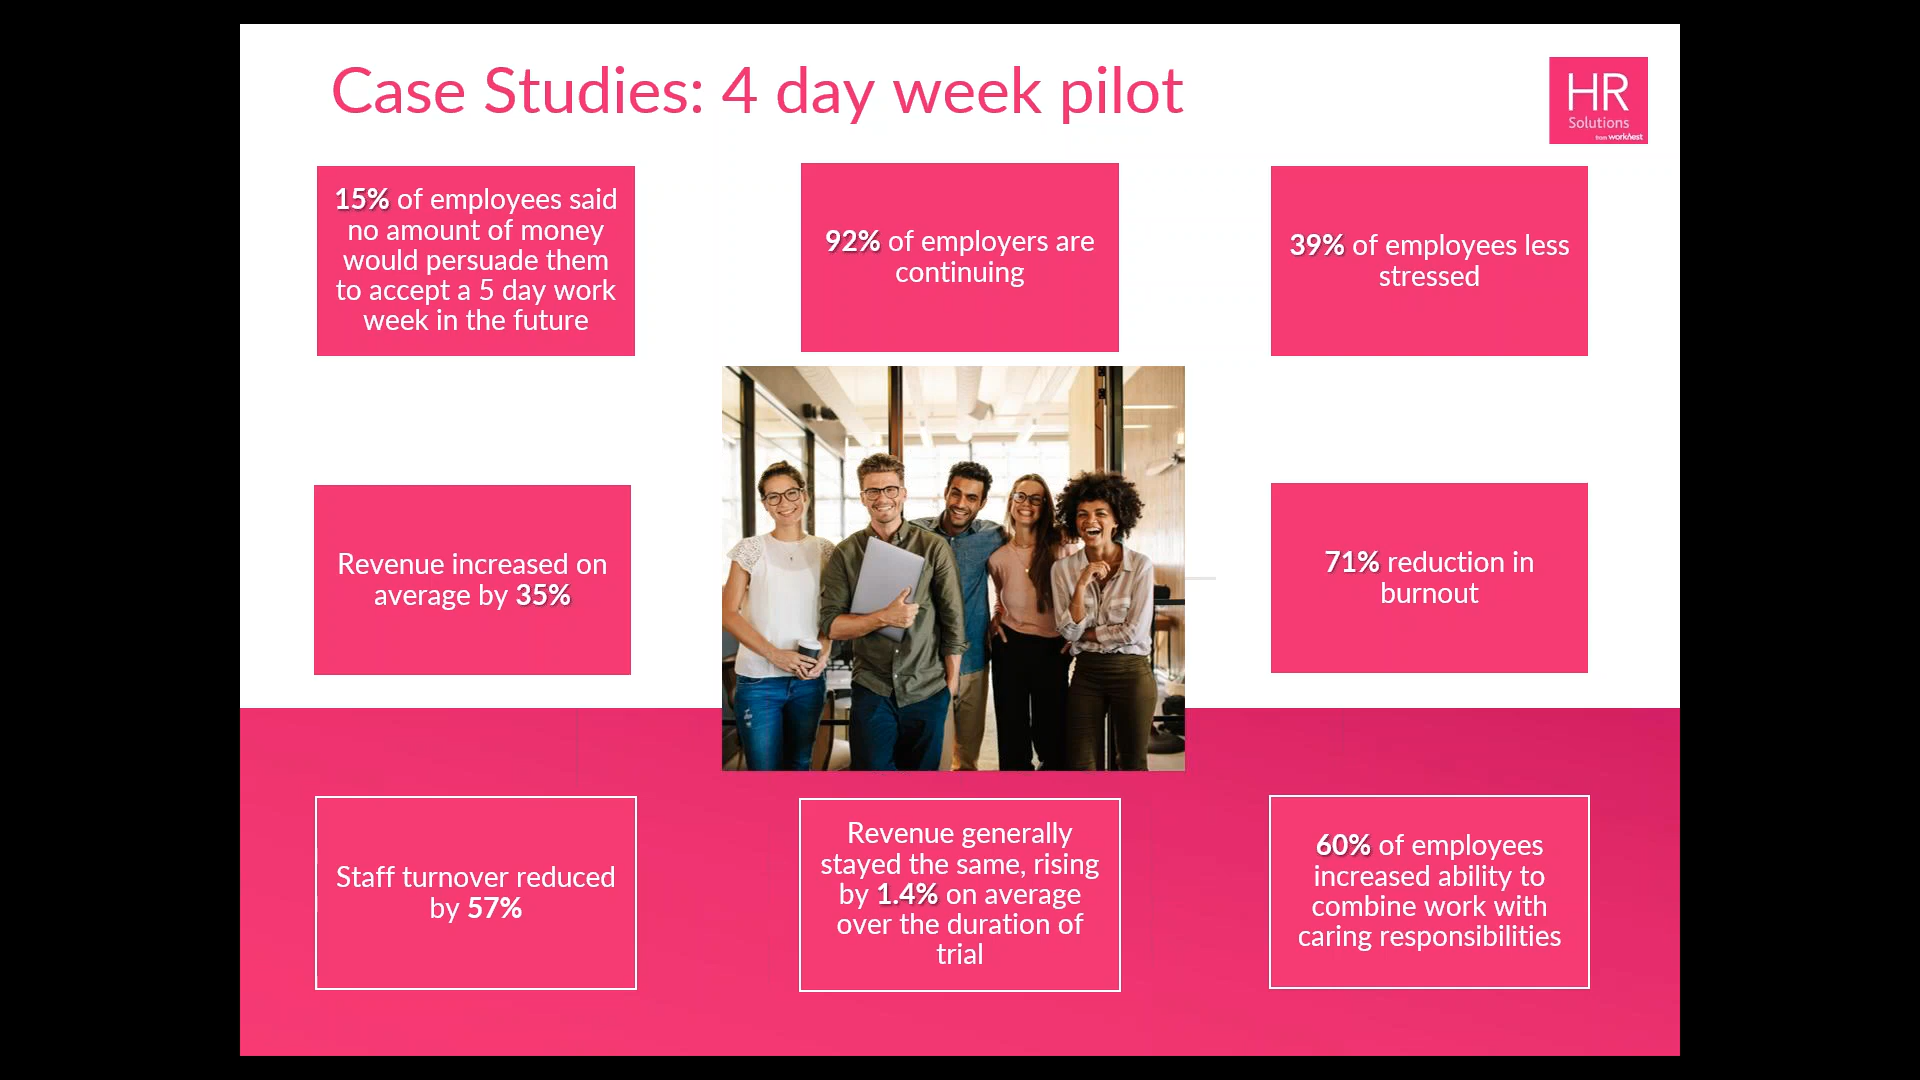 Case Studies: 4 day week pilot
HR
Solutions
from worknest
15% of employees said
no amount of money
would persuade them
to accept a 5 day work
week in the future
92% of employers are
continuing
39% of employees less
stressed
Revenue increased on
average by 35%
71% reduction in
burnout
Staff turnover reduced
by 57%
Revenue generally
stayed the same, rising
by 1.4% on average
over the duration of
trial
60% of employees
increased ability to
combine work with
caring responsibilities